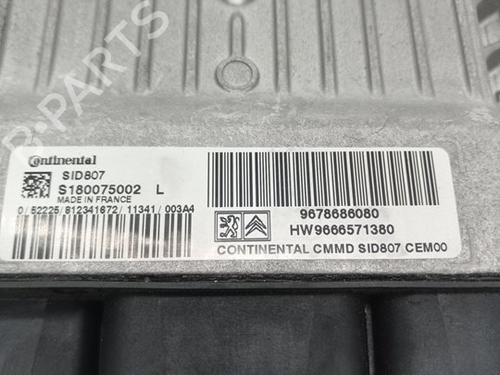 B-PARTS
Continental
SID807
S180075002 L
MADE IN FRANCE
0/52225/812341672/11341/003A4
9678686080
HW9666571380
CONTINENTAL CMMD SID807 CEM00